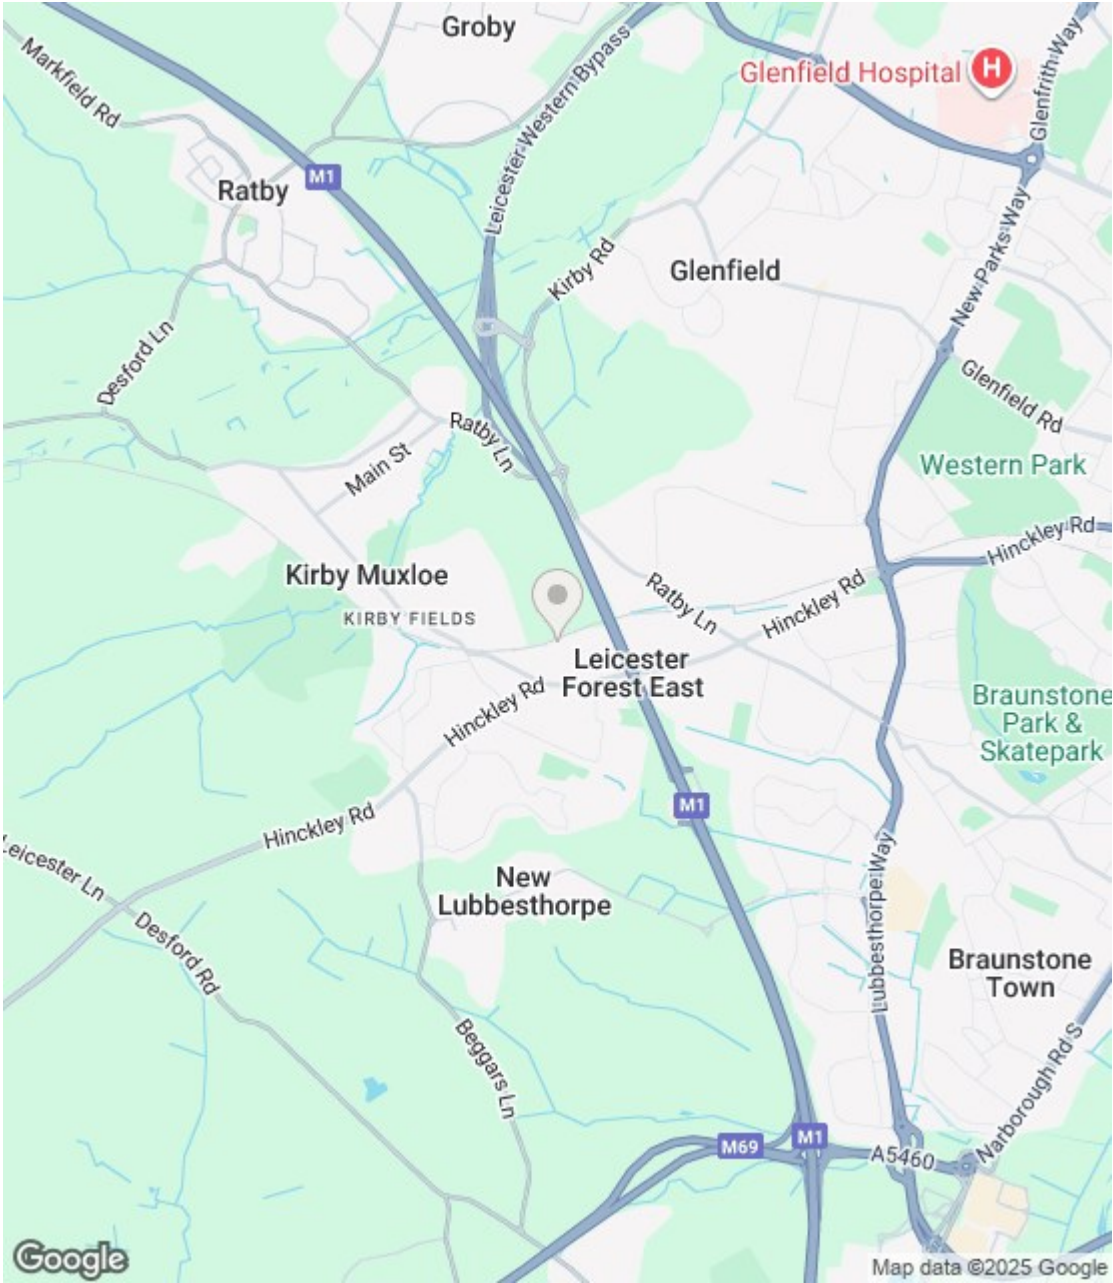 Groby
Markfield Rd
Leicester Western Bypass
Glenfield Hospital
H
Glenfrith Way
M1
Ratby
New Parks Way
Kirby Rd
Glenfield
Desford Ln
Glenfield Rd
Ratby Ln
Main St
Western Park
Hinckley Rd
Kirby Muxloe
KIRBY FIELDS
Ratby Ln
Hinckley Rd
Leicester
Forest East
Hinckley Rd
Braunstone
Park &
Skatepark
M1
Hinckley Rd
Leicester Ln
New
Lubbesthorpe
Lubbesthorpe Way
Desford Rd
Braunstone
Town
Beggars Ln
Narborough Rd S
M69
M1
A5460
Google
Map data ©2025 Google